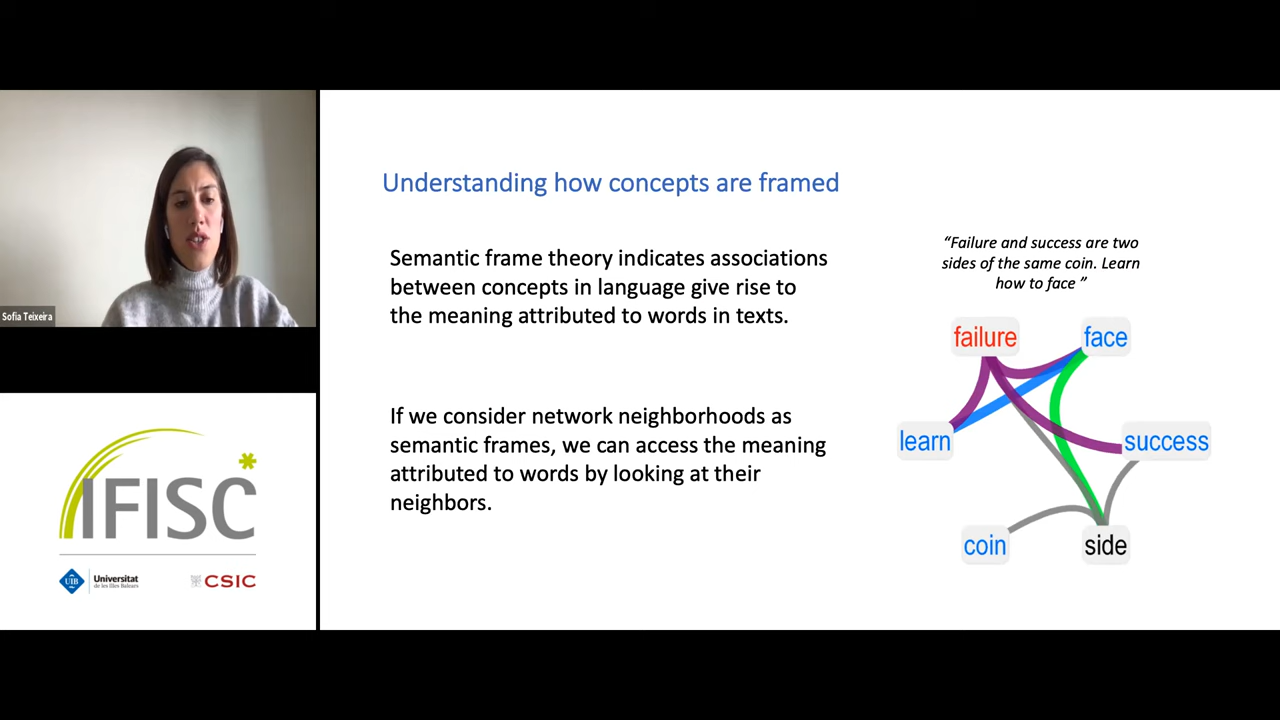 Sofia Teixeira
IFISC
UIB
Universitat
de les Illes Balears
CSIC
Understanding how concepts are framed
Semantic frame theory indicates associations
between concepts in language give rise to
the meaning attributed to words in texts.
If we consider network neighborhoods as
semantic frames, we can access the meaning
attributed to words by looking at their
neighbors.
“Failure and success are two
sides of the same coin. Learn
how to face ”
failure
face
learn
success
coin
side